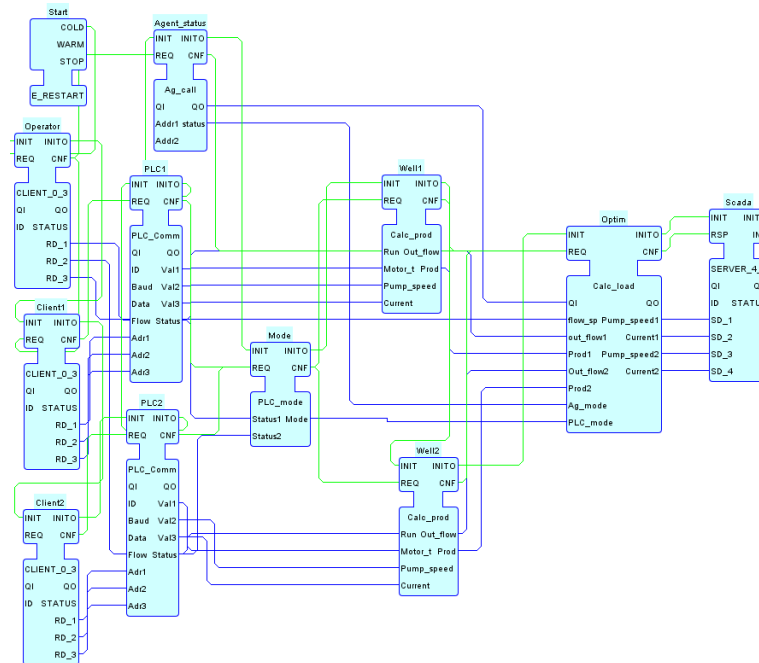 Start
COLD
WARM
STOP
E_RESTART
Agent_status
INIT INITO
REQ CNF
Ag_call
QI QO
Addr1 status
Addr2
Operator
INIT INITO
REQ CNF
CLIENT_0_3
QI QO
ID STATUS
RD_1
RD_2
RD_3
PLC1
INIT INITO
REQ CNF
PLC_Comm
QI QO
ID Val1
Baud Val2
Data Val3
Flow Status
Adr1
Adr2
Adr3
Well1
INIT INITO
REQ CNF
Calc_prod
Run Out_flow
Motor_t Prod
Pump_speed
Current
Optim
INIT INITO
REQ CNF
Calc_load
QI QO
flow_sp Pump_speed1
out_flow1 Current1
Prod1 Pump_speed2
Out_flow2 Current2
Prod2
Ag_mode
PLC_mode
Scada
INIT IN
RSP I
SERVER_4_
QI Q
ID STATU
SD_1
SD_2
SD_3
SD_4
Client1
INIT INITO
REQ CNF
CLIENT_0_3
QI QO
ID STATUS
RD_1
RD_2
RD_3
Mode
INIT INITO
REQ CNF
PLC_mode
Status1 Mode
Status2
PLC2
INIT INITO
REQ CNF
PLC_Comm
QI QO
ID Val1
Baud Val2
Data Val3
Flow Status
Adr1
Adr2
Adr3
Well2
INIT INITO
REQ CNF
Calc_prod
Run Out_flow
Motor_t Prod
Pump_speed
Current
Client2
INIT INITO
REQ CNF
CLIENT_0_3
QI QO
ID STATUS
RD_1
RD_2
RD_3